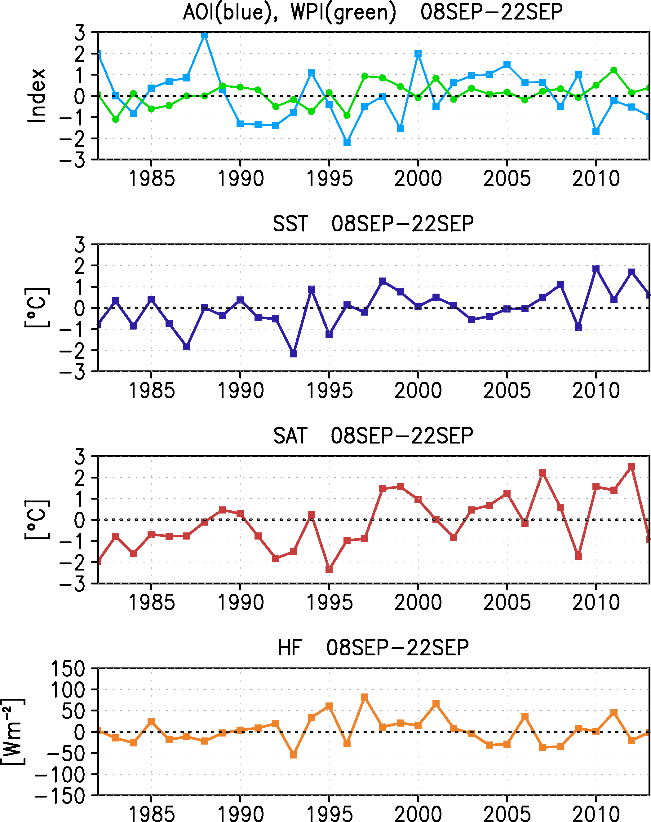 AOI(blue), WPI(green)   08SEP−22SEP
3
2
1
0
−1
−2
−3
Index
1985 1990 1995 2000 2005 2010
SST   08SEP−22SEP
3
2
1
0
−1
−2
−3
[°C]
1985 1990 1995 2000 2005 2010
SAT   08SEP−22SEP
3
2
1
0
−1
−2
−3
[°C]
1985 1990 1995 2000 2005 2010
HF   08SEP−22SEP
150
100
50
0
−50
−100
−150
[Wm⁻²]
1985 1990 1995 2000 2005 2010